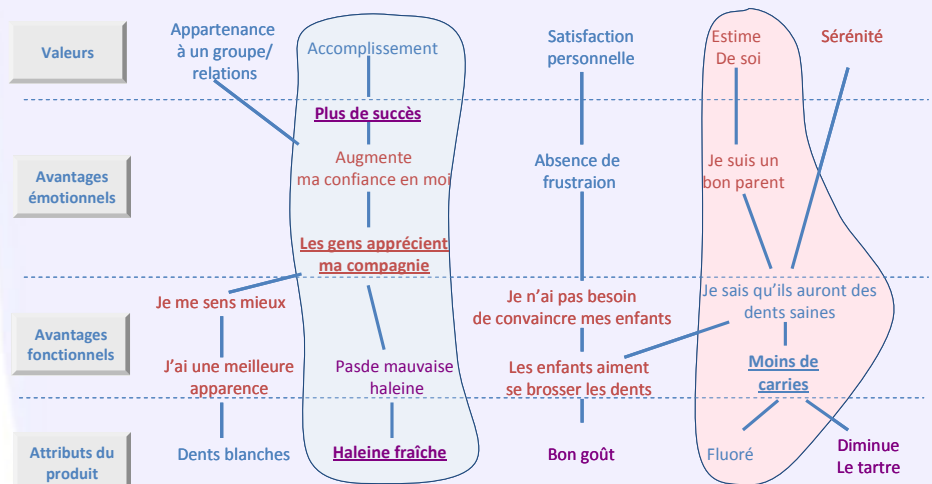 Valeurs
Appartenance
à un groupe/
relations
Accomplissement
Satisfaction
personnelle
Estime
De soi
Sérénité
Plus de succès
Avantages
émotionnels
Augmente
ma confiance en moi
Absence de
frustraion
Je suis un
bon parent
Les gens apprécient
ma compagnie
Avantages
fonctionnels
Je me sens mieux
Je n'ai pas besoin
de convaincre mes enfants
Je sais qu'ils auront des
dents saines
J'ai une meilleure
apparence
Pasde mauvaise
haleine
Les enfants aiment
se brosser les dents
Moins de
carries
Attributs du
produit
Dents blanches
Haleine fraîche
Bon goût
Fluoré
Diminue
Le tartre